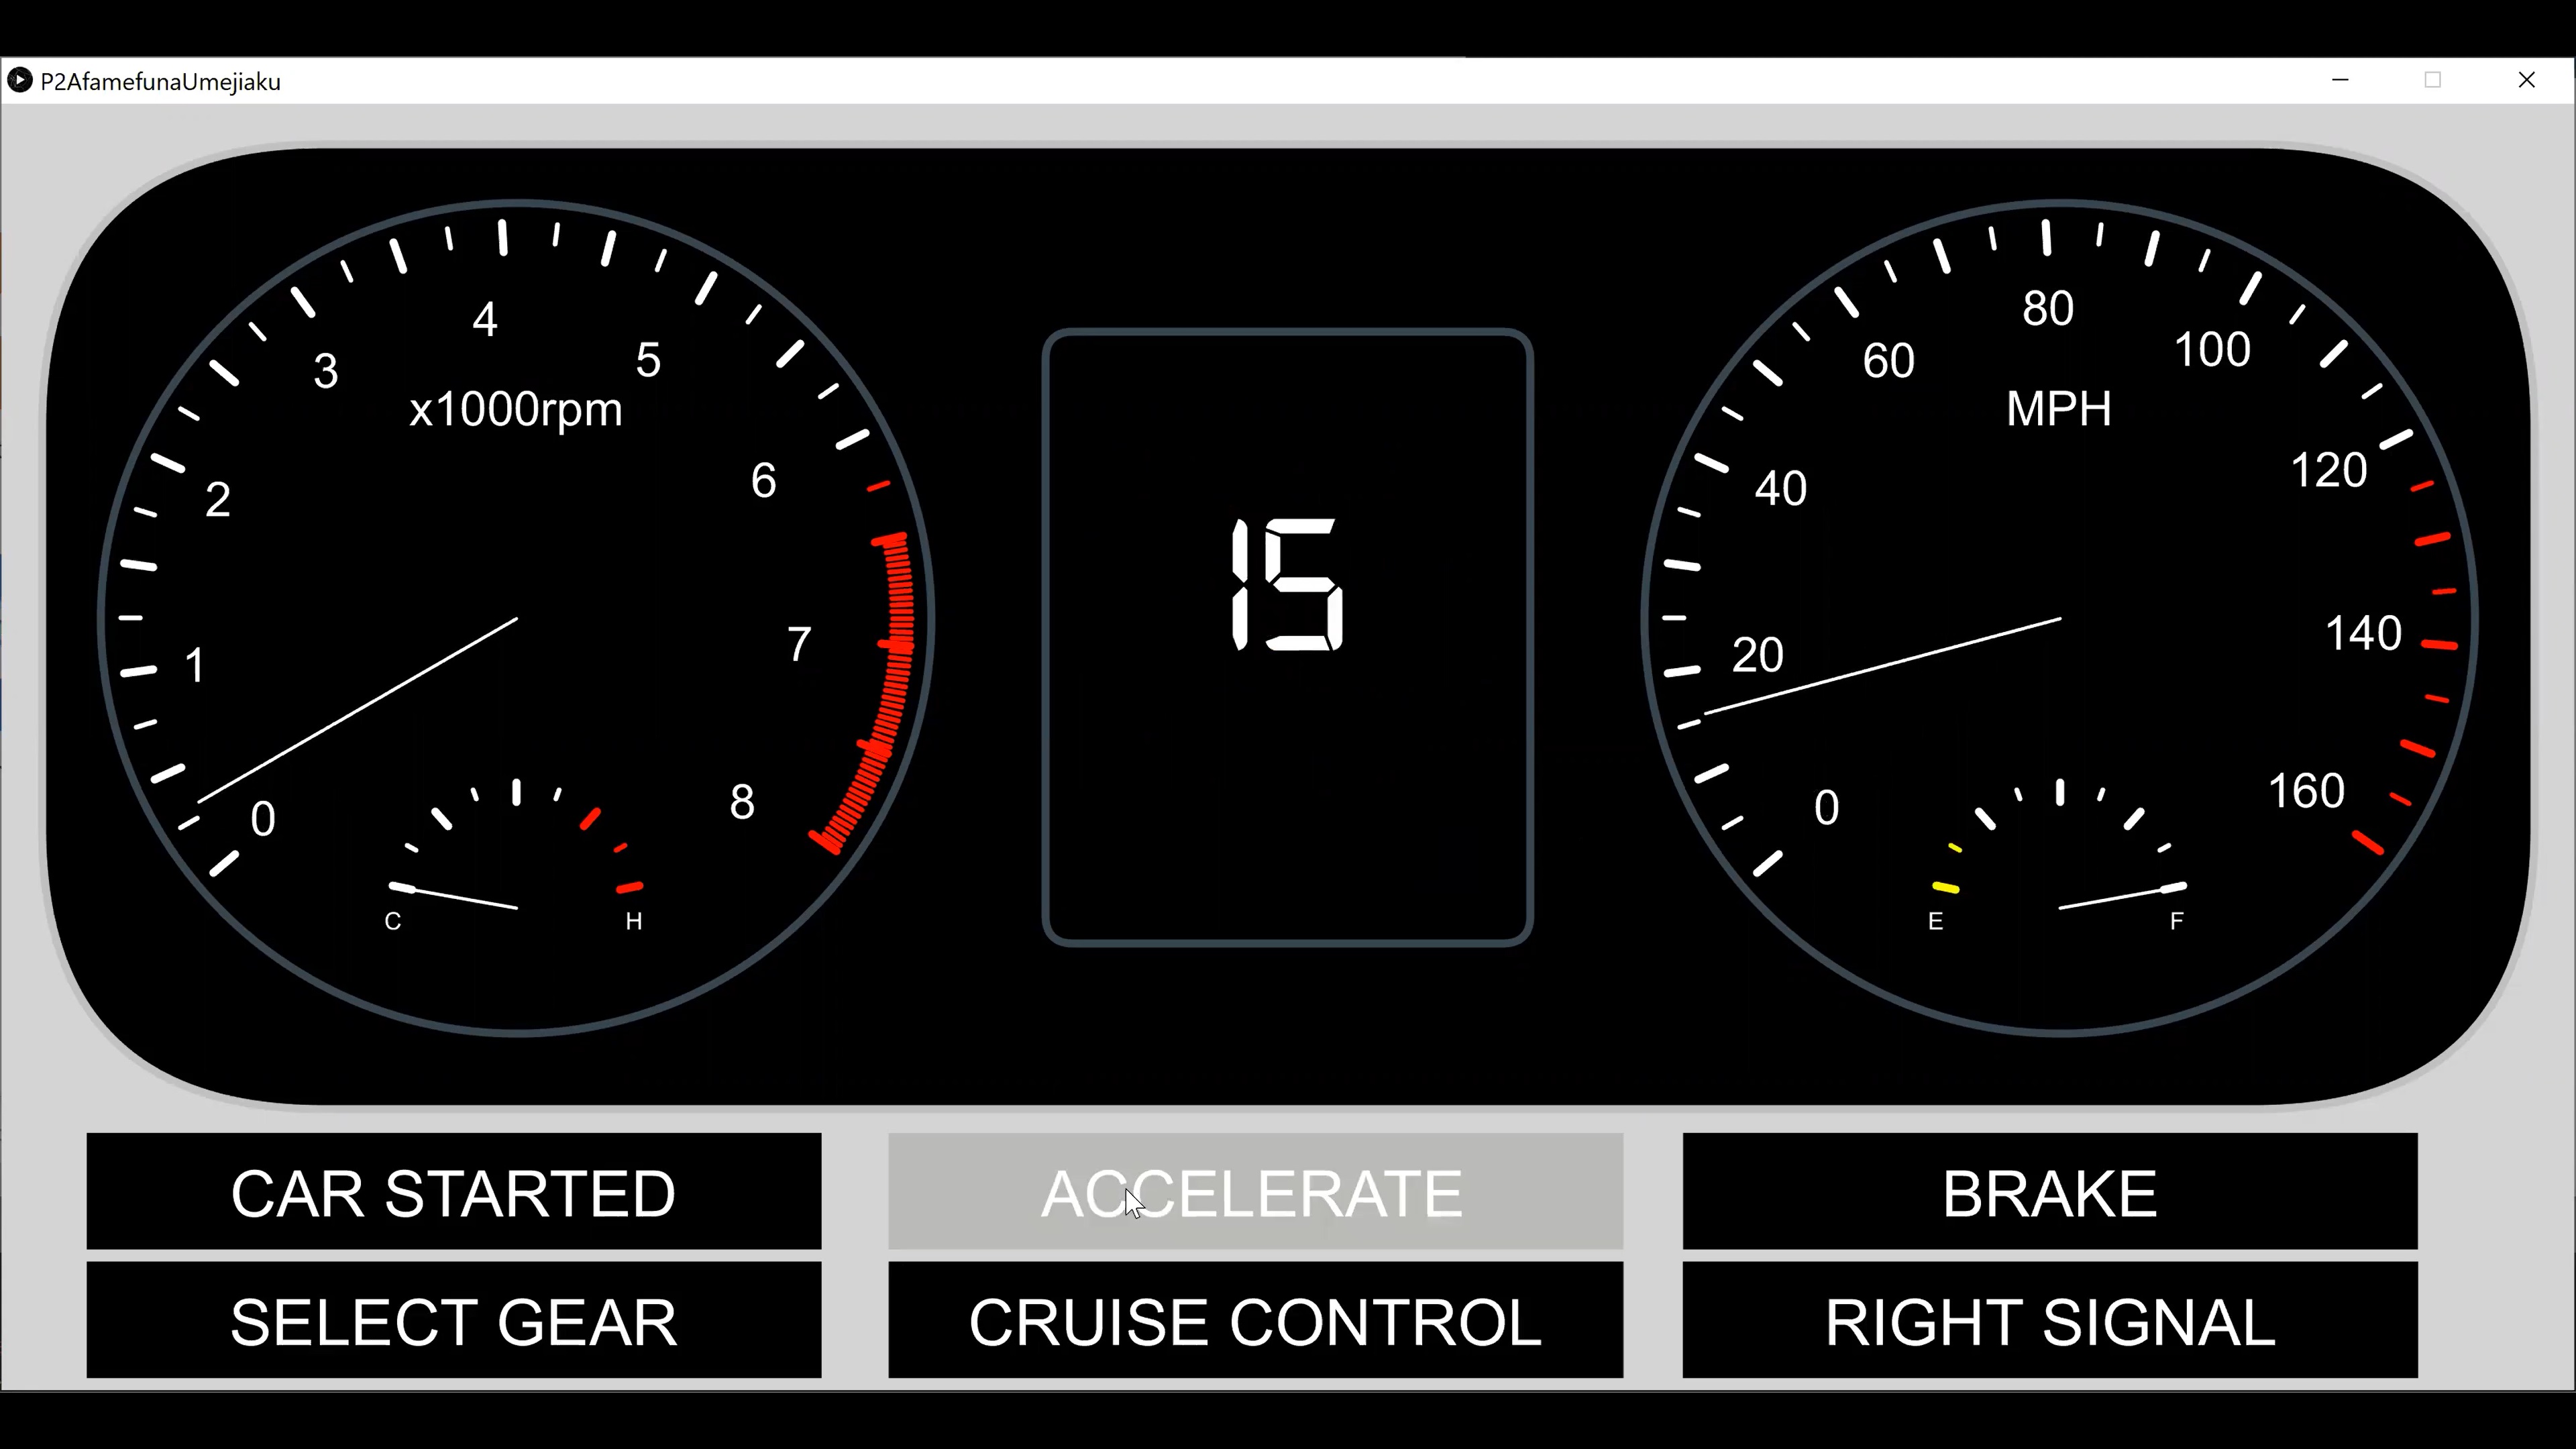 P2AfamefunaUmejiaku
0
1
2
3
4
5
6
7
8
x1000rpm
C
H
15
0
20
40
60
80
100
120
140
160
MPH
E
F
CAR STARTED
ACCELERATE
BRAKE
SELECT GEAR
CRUISE CONTROL
RIGHT SIGNAL